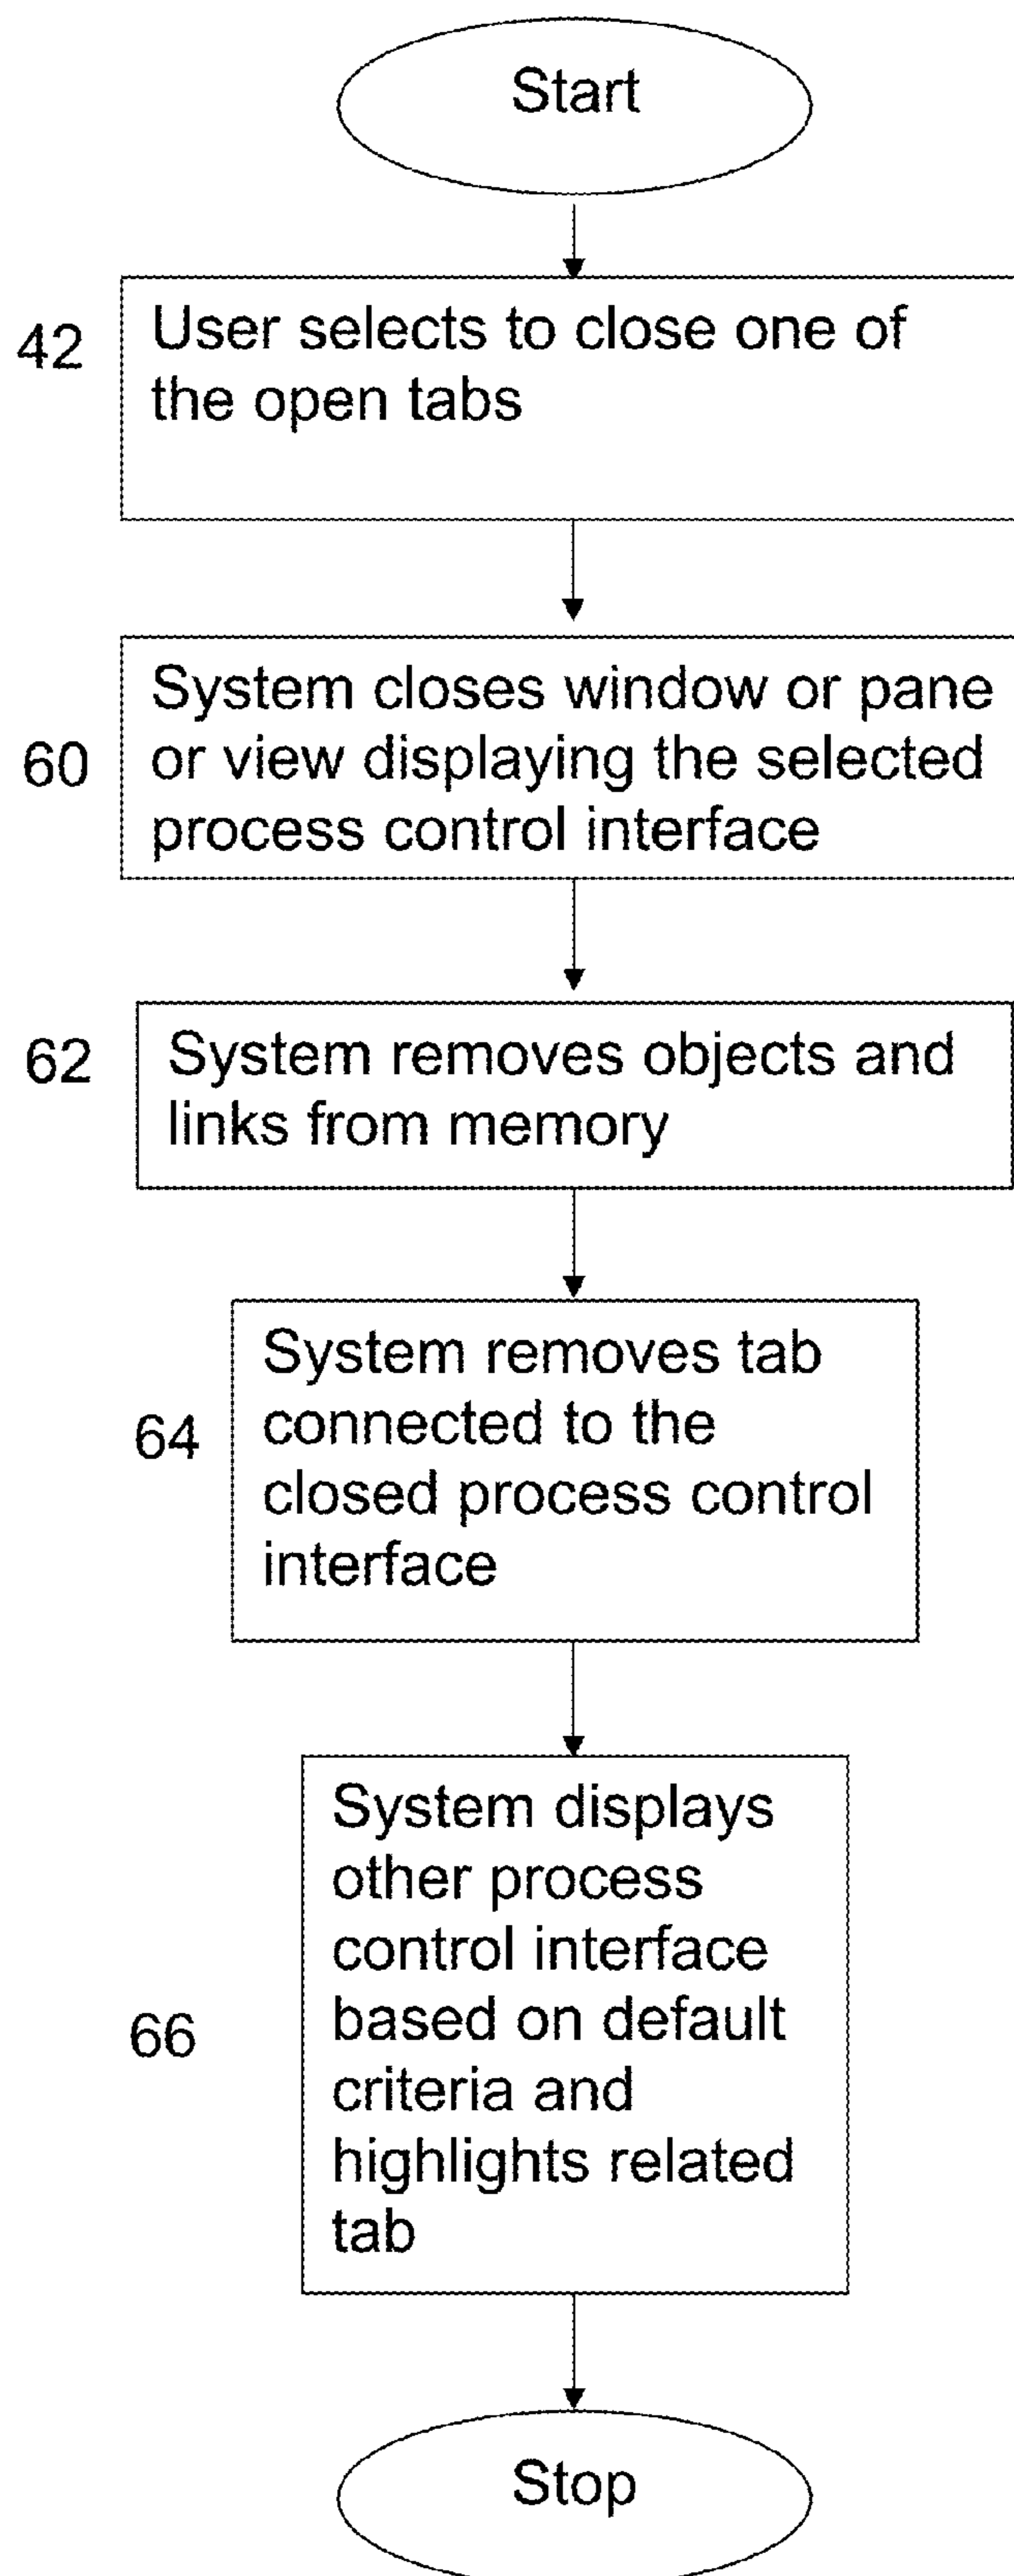 Start
42
User selects to close one of
the open tabs
60
System closes window or pane
or view displaying the selected
process control interface
62
System removes objects and
links from memory
64
System removes tab
connected to the
closed process control
interface
66
System displays
other process
control interface
based on default
criteria and
highlights related
tab
Stop